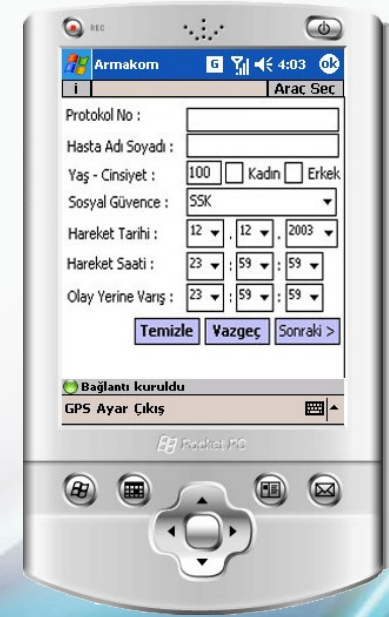 REC
Armakom G 4:03 ok
i Araç Seç
Protokol No :
Hasta Adı Soyadı :
Yaş - Cinsiyet : 100 Kadın Erkek
Sosyal Güvence : SSK
Hareket Tarihi : 12 . 12 . 2003
Hareket Saati : 23 : 59 : 59
Olay Yerine Varış : 23 : 59 : 59
Temizle Vazgeç Sonraki >
Bağlantı kuruldu
GPS Ayar Çıkış
Pocket PC